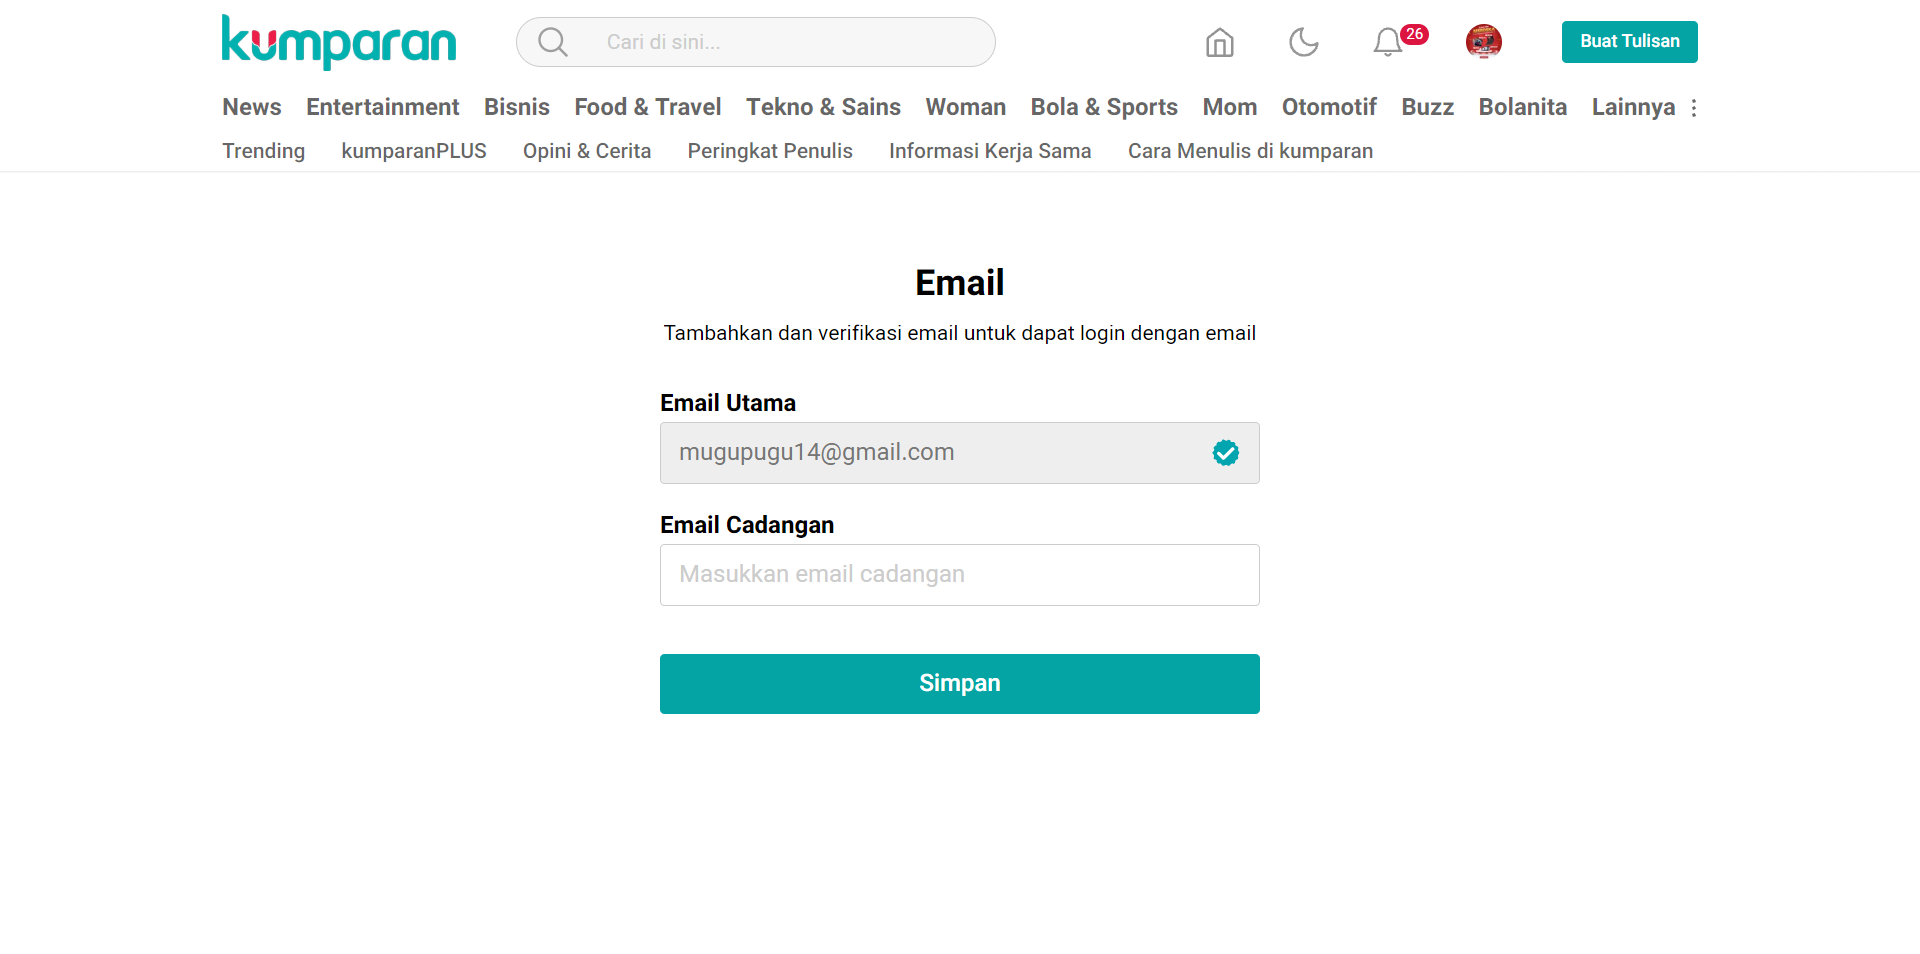 kumparan
Cari di sini...
26
Buat Tulisan
News Entertainment Bisnis Food & Travel Tekno & Sains Woman Bola & Sports Mom Otomotif Buzz Bolanita Lainnya
Trending kumparanPLUS Opini & Cerita Peringkat Penulis Informasi Kerja Sama Cara Menulis di kumparan
Email
Tambahkan dan verifikasi email untuk dapat login dengan email
Email Utama
mugupugu14@gmail.com
Email Cadangan
Masukkan email cadangan
Simpan